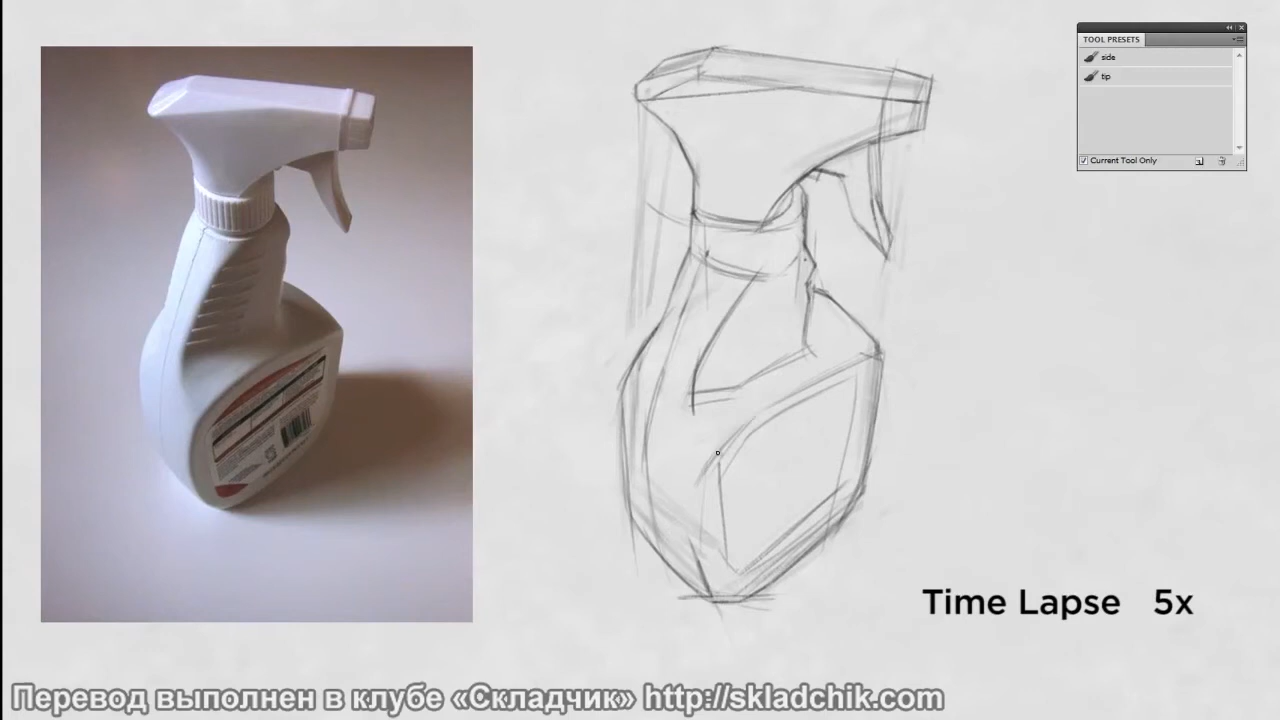 TOOL PRESETS
side
tip
Current Tool Only
Time Lapse 5x
Перевод выполнен в клубе «Складчик» http://skladchik.com